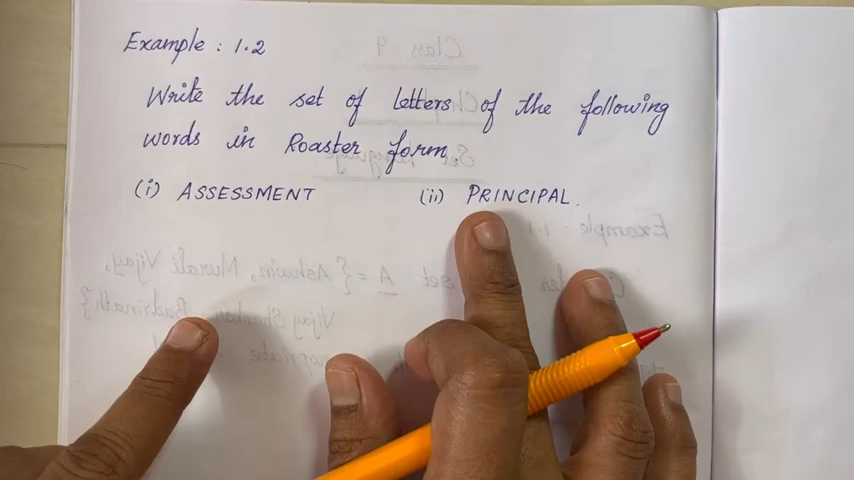 Example : 1.2
Write the set of letters of the following
words in Roaster form
(i) ASSESSMENT (ii) PRINCIPAL.